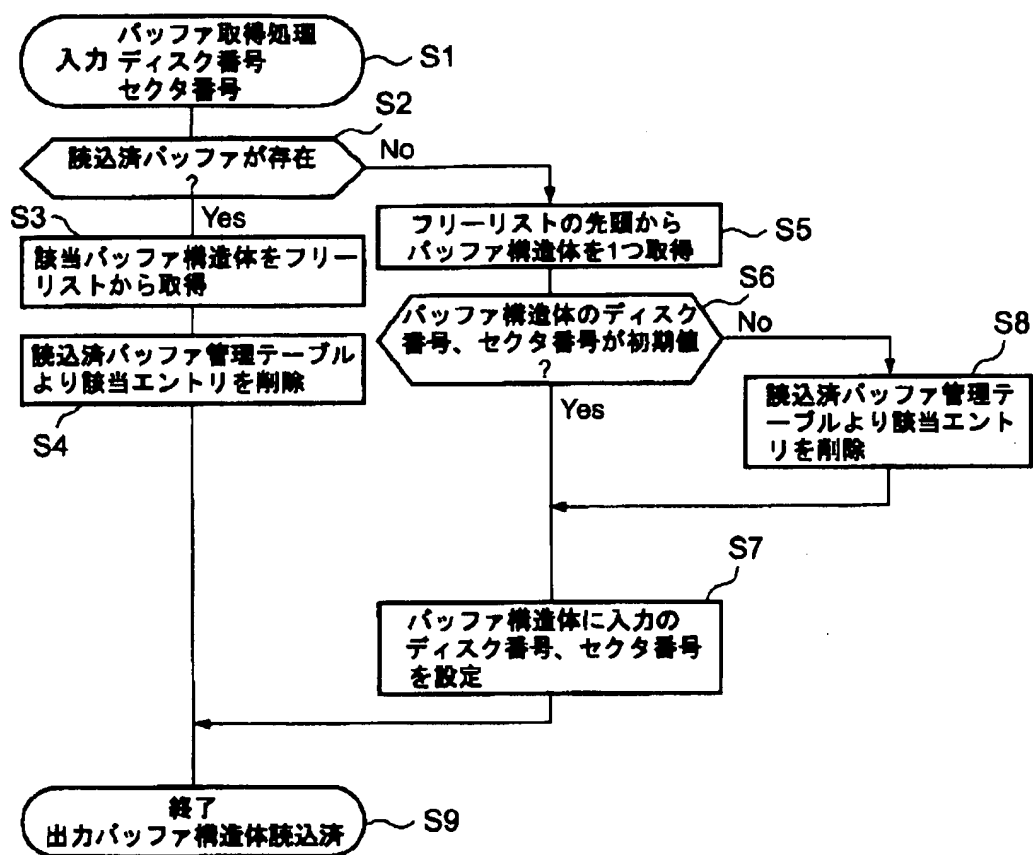 バッファ取得処理
入力 ディスク番号
セクタ番号
S1
S2
読込済バッファが存在
?
No
Yes
S3
該当バッファ構造体をフリー
リストから取得
読込済バッファ管理テーブル
より該当エントリを削除
S4
フリーリストの先頭から
バッファ構造体を1つ取得
S5
S6
バッファ構造体のディスク
番号、セクタ番号が初期値
?
No
Yes
S8
読込済バッファ管理テ
ーブルより該当エント
リを削除
S7
バッファ構造体に入力の
ディスク番号、セクタ番号
を設定
終了
出力バッファ構造体読込済
S9